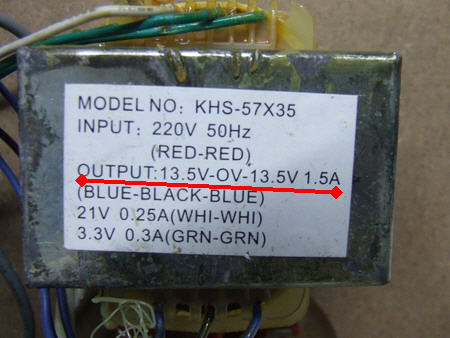 MODEL NO: KHS-57X35
INPUT: 220V 50Hz
(RED-RED)
OUTPUT:13.5V-OV-13.5V 1.5A
(BLUE-BLACK-BLUE)
21V 0.25A(WHI-WHI)
3.3V 0.3A(GRN-GRN)